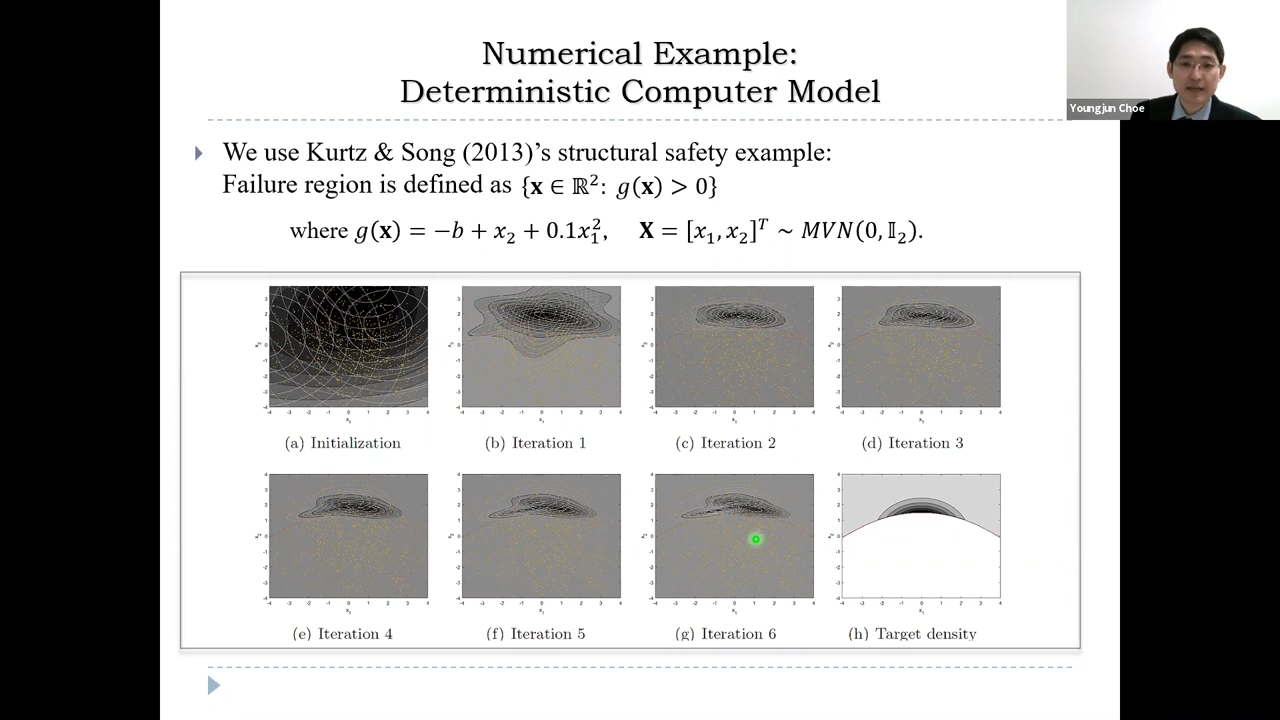 Numerical Example:
Deterministic Computer Model
Youngjun Choe
We use Kurtz & Song (2013)'s structural safety example:
Failure region is defined as {𝐱 ∈ ℝ²: g(𝐱) > 0}
where g(𝐱) = −b + x₂ + 0.1x₁², 𝐗 = [x₁, x₂]ᵀ ~ MVN(0, 𝕀₂).
(a) Initialization
(b) Iteration 1
(c) Iteration 2
(d) Iteration 3
(e) Iteration 4
(f) Iteration 5
(g) Iteration 6
(h) Target density